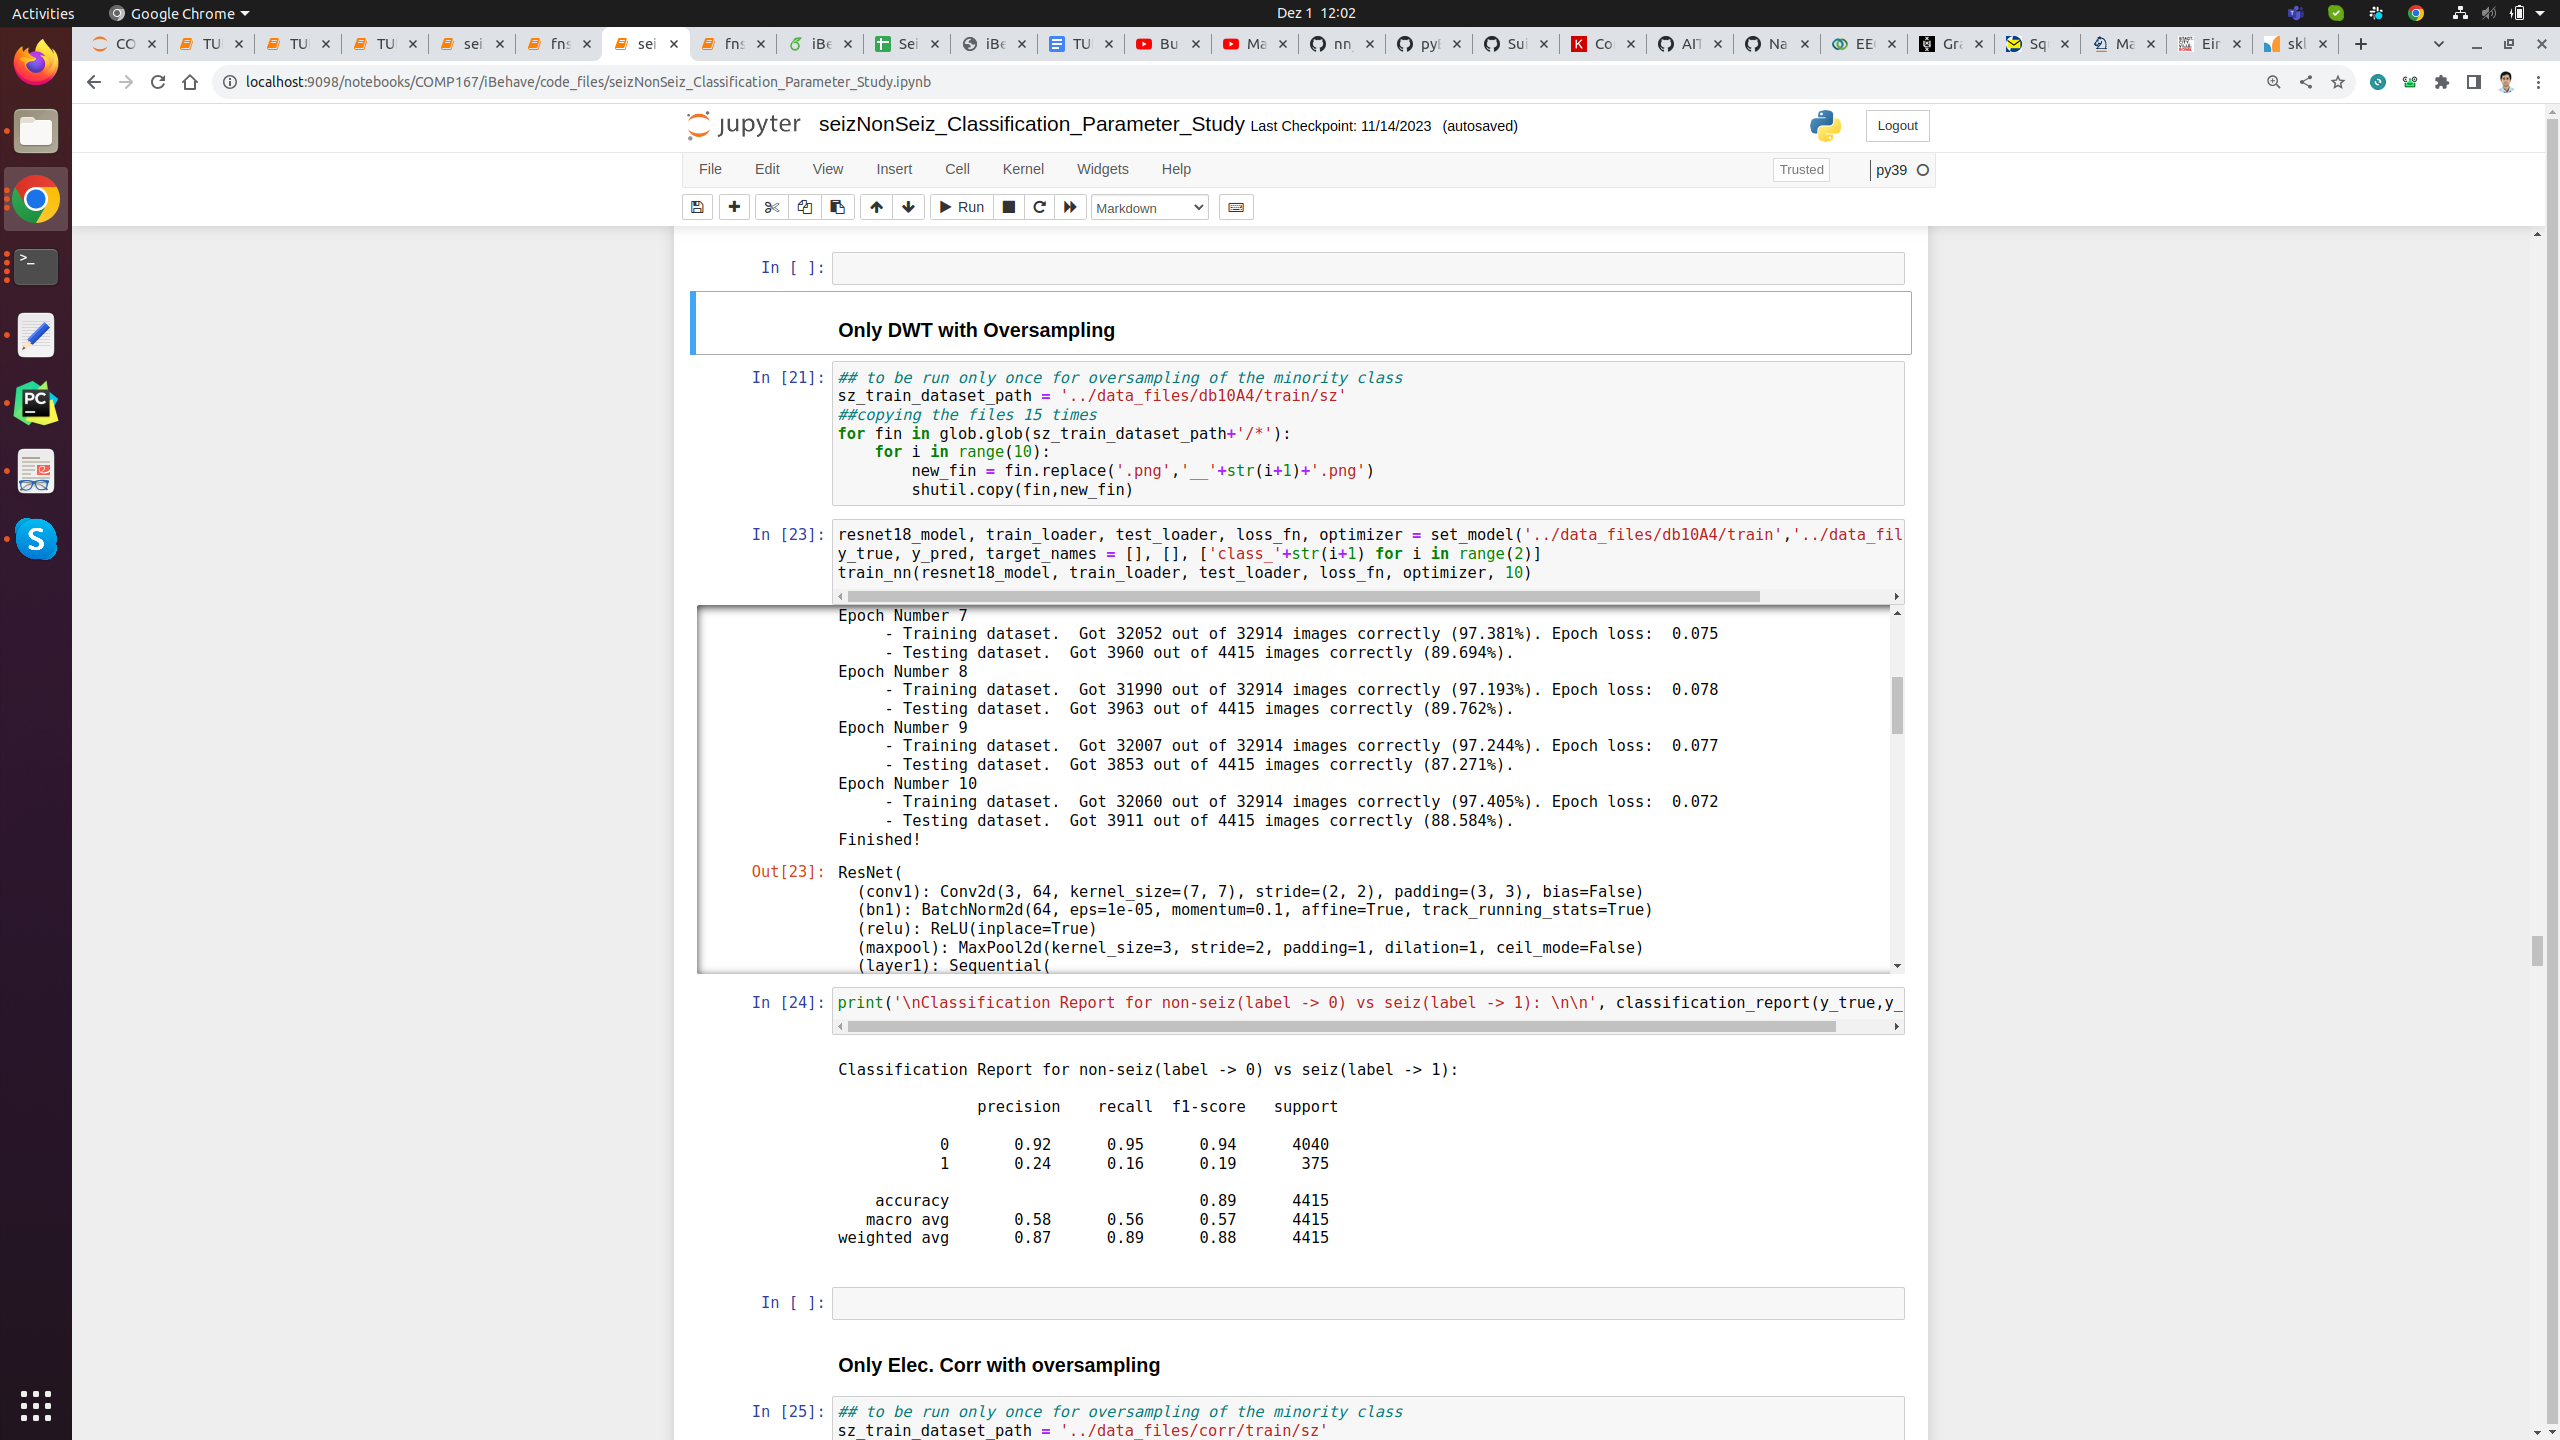 Activities
Google Chrome
Dez 1 12:02
CO
TU
TU
TU
sei
fns
sei
fns
iBe
Sei
iBe
TU
Bu
Ma
nn
pyl
Sui
Co
AIT
Na
EE
Gra
Sq
Ma
Eir
skl
localhost:9098/notebooks/COMP167/iBehave/code_files/seizNonSeiz_Classification_Parameter_Study.ipynb
jupyter seizNonSeiz_Classification_Parameter_Study Last Checkpoint: 11/14/2023 (autosaved)
Logout
File Edit View Insert Cell Kernel Widgets Help
Trusted
py39
Run
Markdown
In [ ]:
Only DWT with Oversampling
In [21]:
## to be run only once for oversampling of the minority class
sz_train_dataset_path = '../data_files/db10A4/train/sz'
##copying the files 15 times
for fin in glob.glob(sz_train_dataset_path+'/*'):
    for i in range(10):
        new_fin = fin.replace('.png','__'+str(i+1)+'.png')
        shutil.copy(fin,new_fin)
In [23]:
resnet18_model, train_loader, test_loader, loss_fn, optimizer = set_model('../data_files/db10A4/train','../data_fil
y_true, y_pred, target_names = [], [], ['class_'+str(i+1) for i in range(2)]
train_nn(resnet18_model, train_loader, test_loader, loss_fn, optimizer, 10)
Epoch Number 7
     - Training dataset.  Got 32052 out of 32914 images correctly (97.381%). Epoch loss:  0.075
     - Testing dataset.  Got 3960 out of 4415 images correctly (89.694%).
Epoch Number 8
     - Training dataset.  Got 31990 out of 32914 images correctly (97.193%). Epoch loss:  0.078
     - Testing dataset.  Got 3963 out of 4415 images correctly (89.762%).
Epoch Number 9
     - Training dataset.  Got 32007 out of 32914 images correctly (97.244%). Epoch loss:  0.077
     - Testing dataset.  Got 3853 out of 4415 images correctly (87.271%).
Epoch Number 10
     - Training dataset.  Got 32060 out of 32914 images correctly (97.405%). Epoch loss:  0.072
     - Testing dataset.  Got 3911 out of 4415 images correctly (88.584%).
Finished!
Out[23]:
ResNet(
  (conv1): Conv2d(3, 64, kernel_size=(7, 7), stride=(2, 2), padding=(3, 3), bias=False)
  (bn1): BatchNorm2d(64, eps=1e-05, momentum=0.1, affine=True, track_running_stats=True)
  (relu): ReLU(inplace=True)
  (maxpool): MaxPool2d(kernel_size=3, stride=2, padding=1, dilation=1, ceil_mode=False)
  (layer1): Sequential(
In [24]:
print('\nClassification Report for non-seiz(label -> 0) vs seiz(label -> 1): \n\n', classification_report(y_true,y_
Classification Report for non-seiz(label -> 0) vs seiz(label -> 1):
precision recall f1-score support
0 0.92 0.95 0.94 4040
1 0.24 0.16 0.19 375
accuracy 0.89 4415
macro avg 0.58 0.56 0.57 4415
weighted avg 0.87 0.89 0.88 4415
In [ ]:
Only Elec. Corr with oversampling
In [25]:
## to be run only once for oversampling of the minority class
sz_train_dataset_path = '../data_files/corr/train/sz'